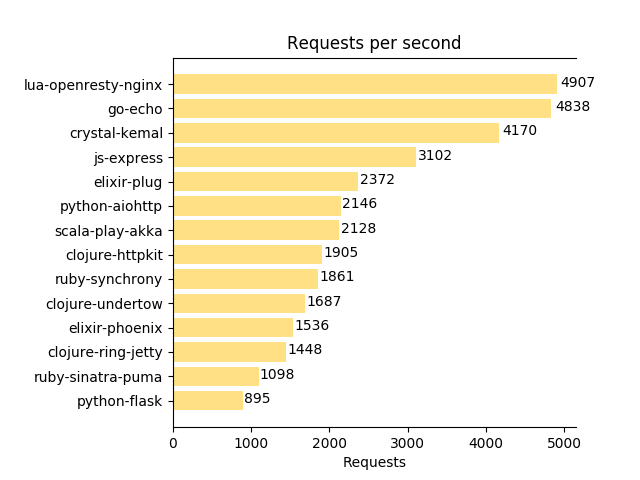 Requests per second
lua-openresty-nginx 4907
go-echo 4838
crystal-kemal 4170
js-express 3102
elixir-plug 2372
python-aiohttp 2146
scala-play-akka 2128
clojure-httpkit 1905
ruby-synchrony 1861
clojure-undertow 1687
elixir-phoenix 1536
clojure-ring-jetty 1448
ruby-sinatra-puma 1098
python-flask 895
0 1000 2000 3000 4000 5000
Requests